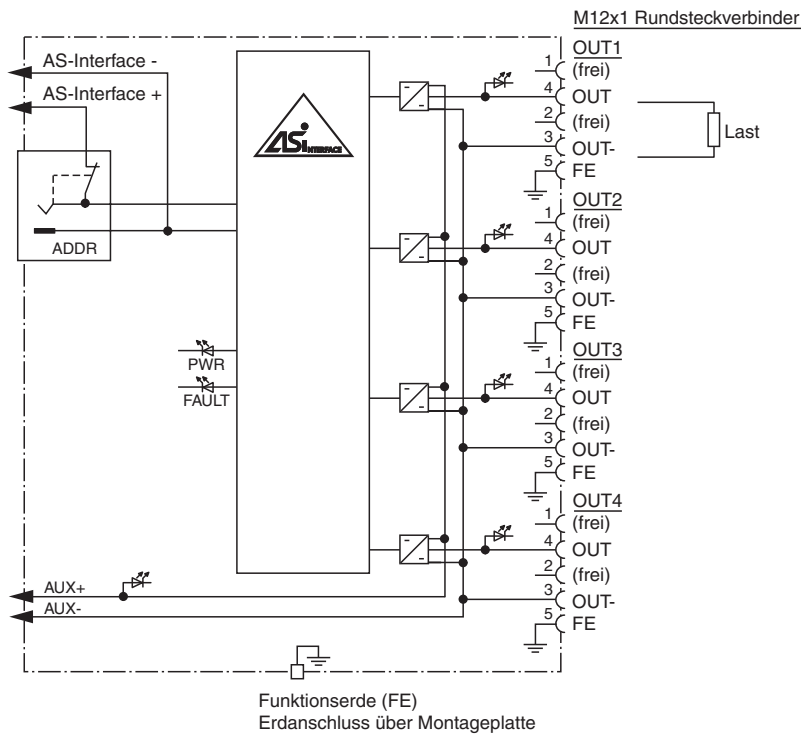 M12x1 Rundsteckverbinder
AS-Interface -
AS-Interface +
ADDR
ASi INTERFACE
PWR
FAULT
AUX+
AUX-
OUT1
1 (frei)
4 OUT
2 (frei)
3 OUT-
5 FE
Last
OUT2
1 (frei)
4 OUT
2 (frei)
3 OUT-
5 FE
OUT3
1 (frei)
4 OUT
2 (frei)
3 OUT-
5 FE
OUT4
1 (frei)
4 OUT
2 (frei)
3 OUT-
5 FE
Funktionserde (FE)
Erdanschluss über Montageplatte